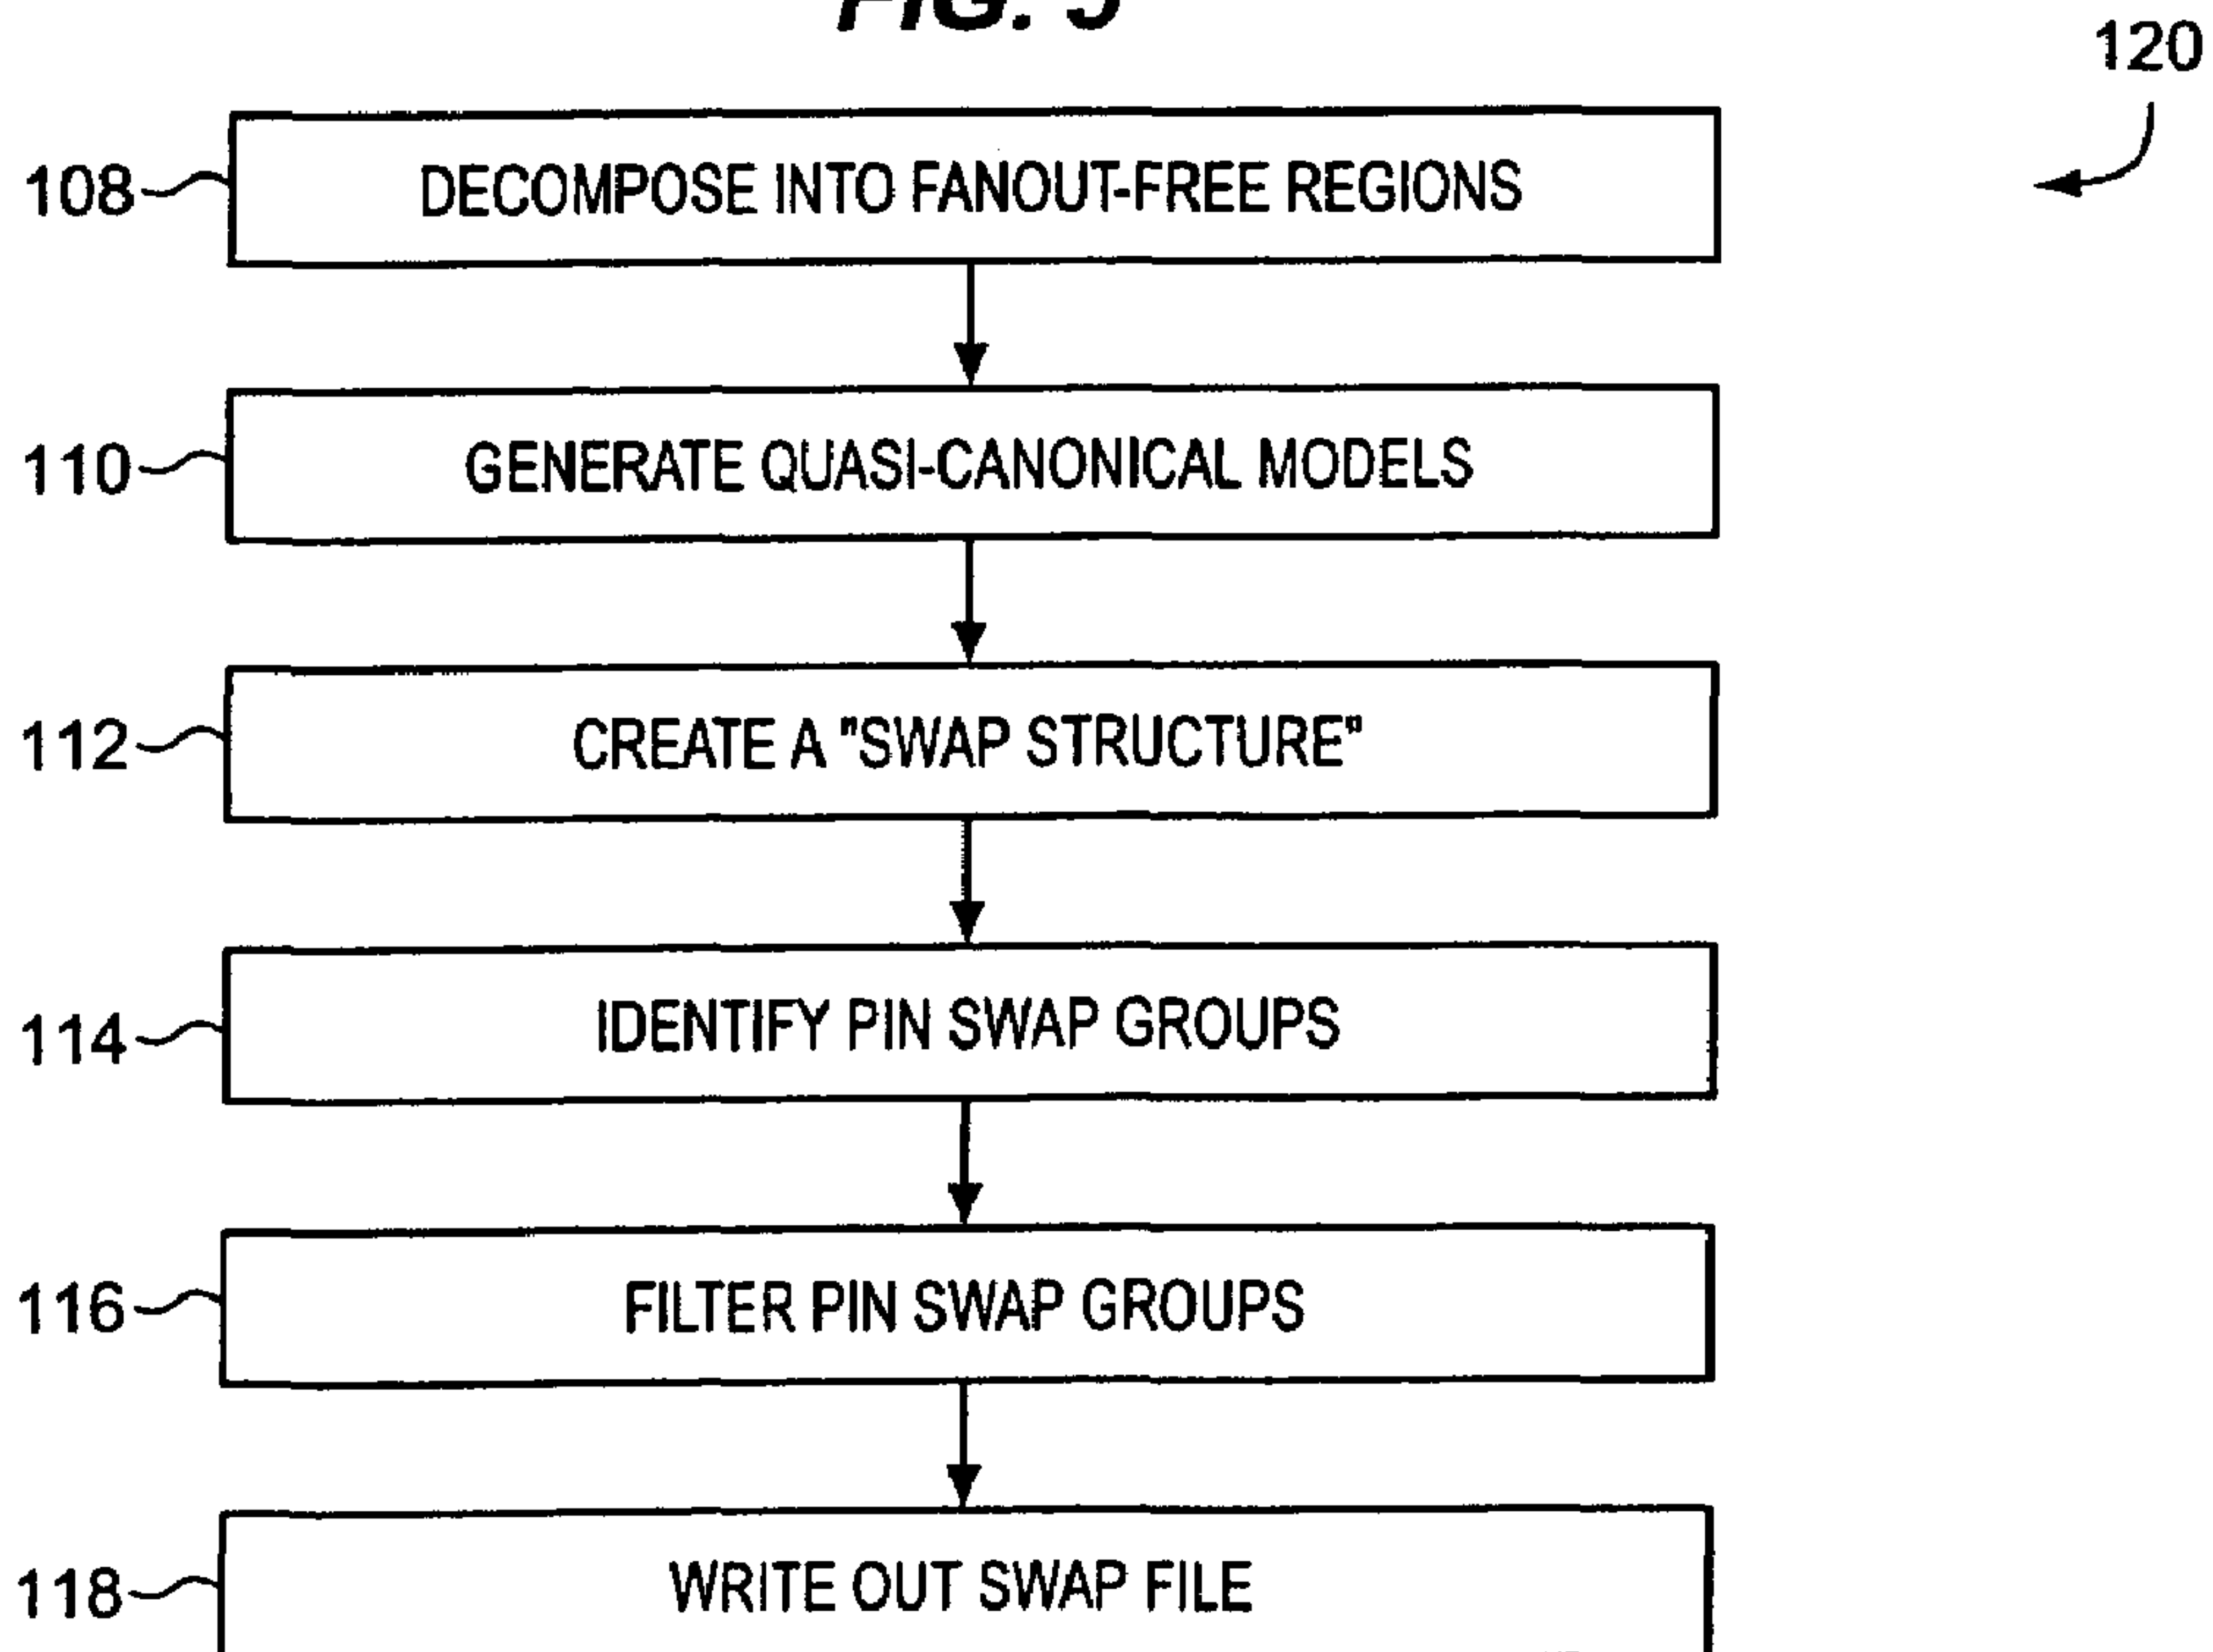 FIG.
120
108 DECOMPOSE INTO FANOUT-FREE REGIONS
110 GENERATE QUASI-CANONICAL MODELS
112 CREATE A "SWAP STRUCTURE"
114 IDENTIFY PIN SWAP GROUPS
116 FILTER PIN SWAP GROUPS
118 WRITE OUT SWAP FILE